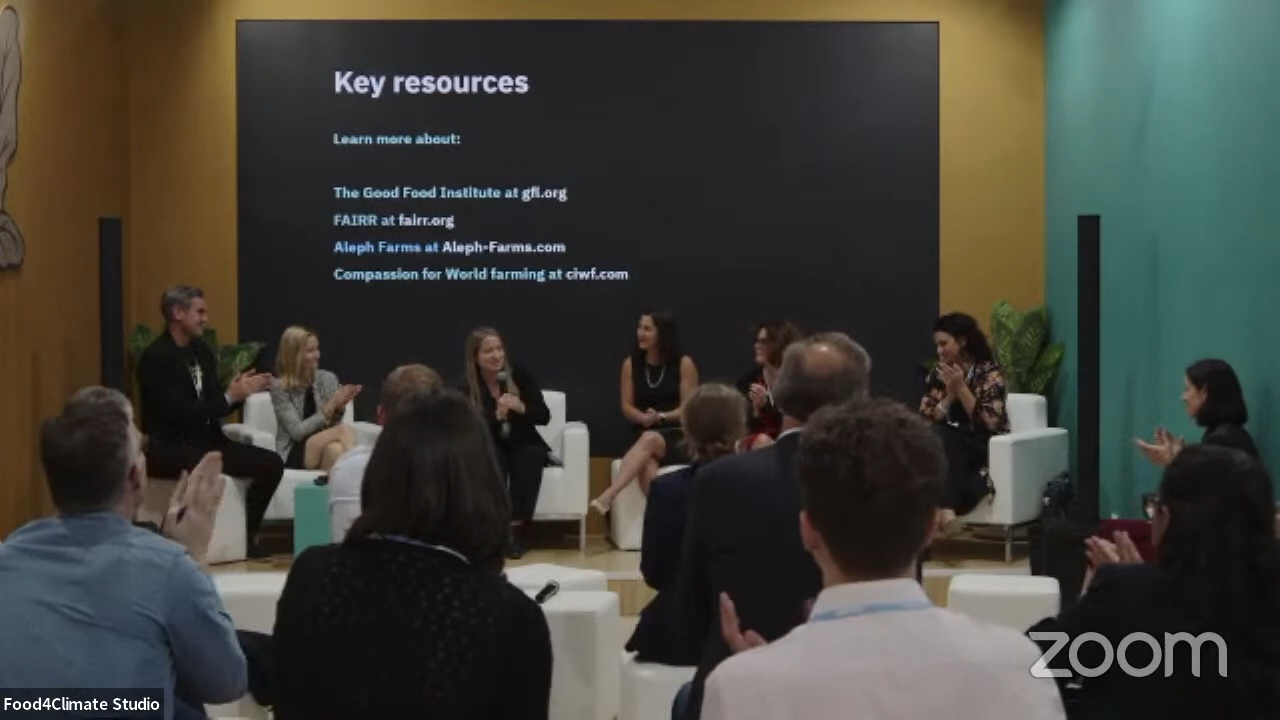 Key resources
Learn more about:
The Good Food Institute at gfi.org
FAIRR at fairr.org
Aleph Farms at Aleph-Farms.com
Compassion for World farming at ciwf.com
zoom
Food4Climate Studio